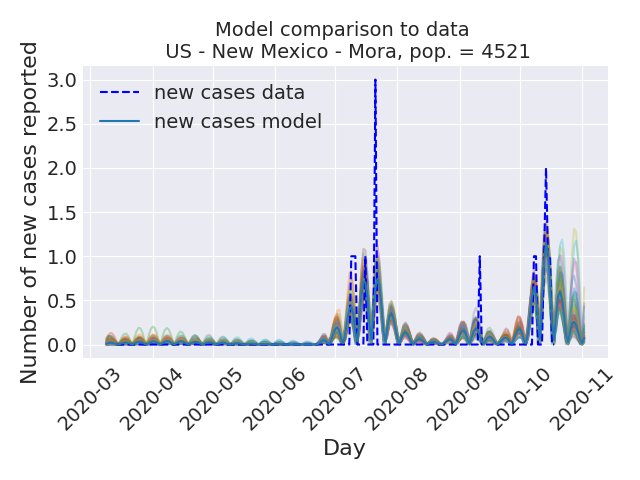 Model comparison to data
US - New Mexico - Mora, pop. = 4521
Number of new cases reported
3.0
2.5
2.0
1.5
1.0
0.5
0.0
new cases data
new cases model
2020-03
2020-04
2020-05
2020-06
2020-07
2020-08
2020-09
2020-10
2020-11
Day